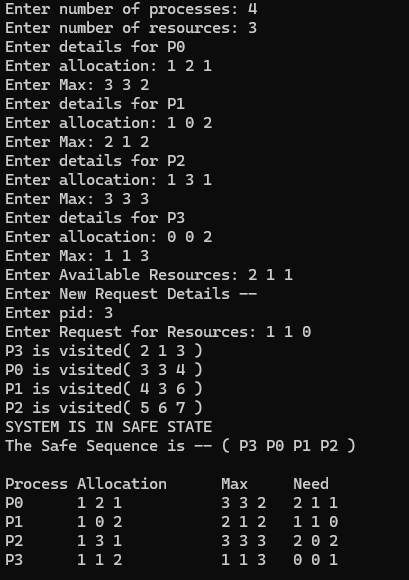 Enter number of processes: 4
Enter number of resources: 3
Enter details for P0
Enter allocation: 1 2 1
Enter Max: 3 3 2
Enter details for P1
Enter allocation: 1 0 2
Enter Max: 2 1 2
Enter details for P2
Enter allocation: 1 3 1
Enter Max: 3 3 3
Enter details for P3
Enter allocation: 0 0 2
Enter Max: 1 1 3
Enter Available Resources: 2 1 1
Enter New Request Details --
Enter pid: 3
Enter Request for Resources: 1 1 0
P3 is visited( 2 1 3 )
P0 is visited( 3 3 4 )
P1 is visited( 4 3 6 )
P2 is visited( 5 6 7 )
SYSTEM IS IN SAFE STATE
The Safe Sequence is -- ( P3 P0 P1 P2 )
Process Allocation Max Need
P0 1 2 1 3 3 2 2 1 1
P1 1 0 2 2 1 2 1 1 0
P2 1 3 1 3 3 3 2 0 2
P3 1 1 2 1 1 3 0 0 1